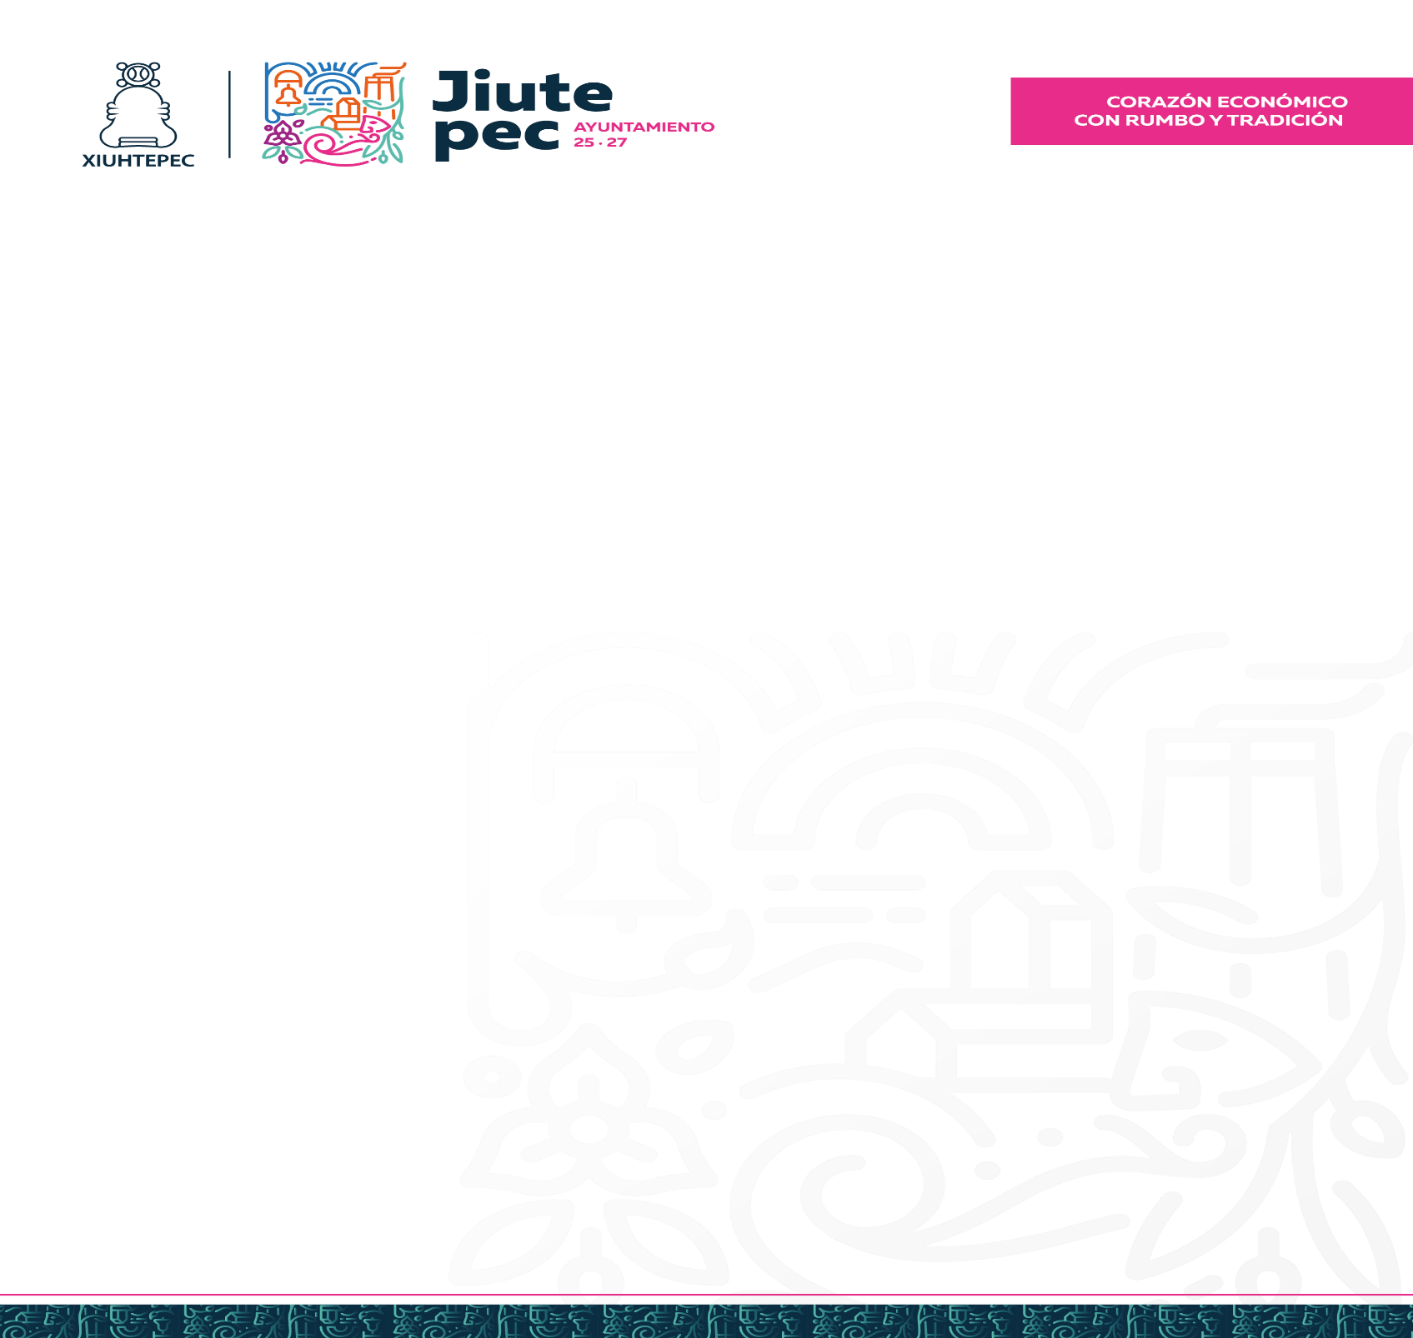 XIUHTEPEC
Jiute
pec
AYUNTAMIENTO
25 · 27
CORAZÓN ECONÓMICO
CON RUMBO Y TRADICIÓN